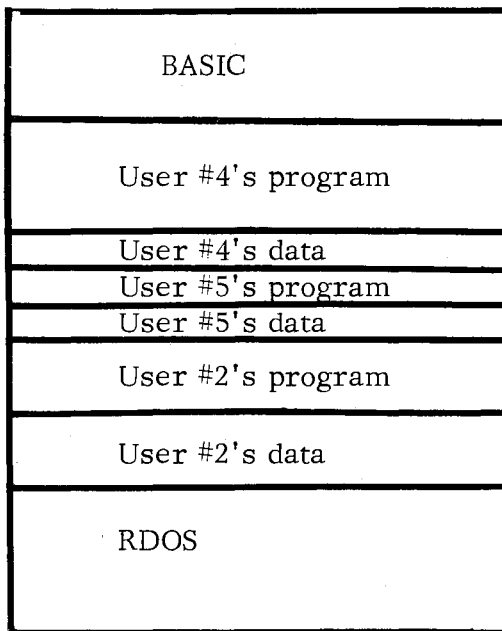 BASIC
User #4's program
User #4's data
User #5's program
User #5's data
User #2's program
User #2's data
RDOS